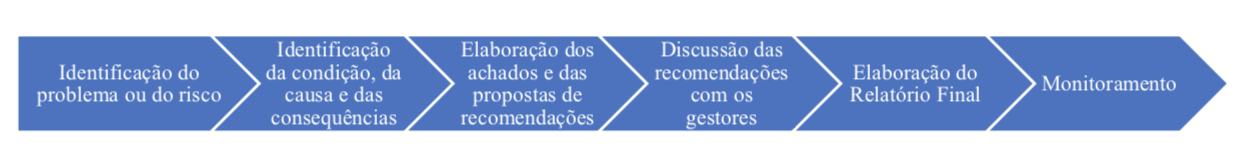 Identificação do
problema ou do risco
Identificação
da condição, da
causa e das
consequências
Elaboração dos
achados e das
propostas de
recomendações
Discussão das
recomendações
com os
gestores
Elaboração do
Relatório Final
Monitoramento